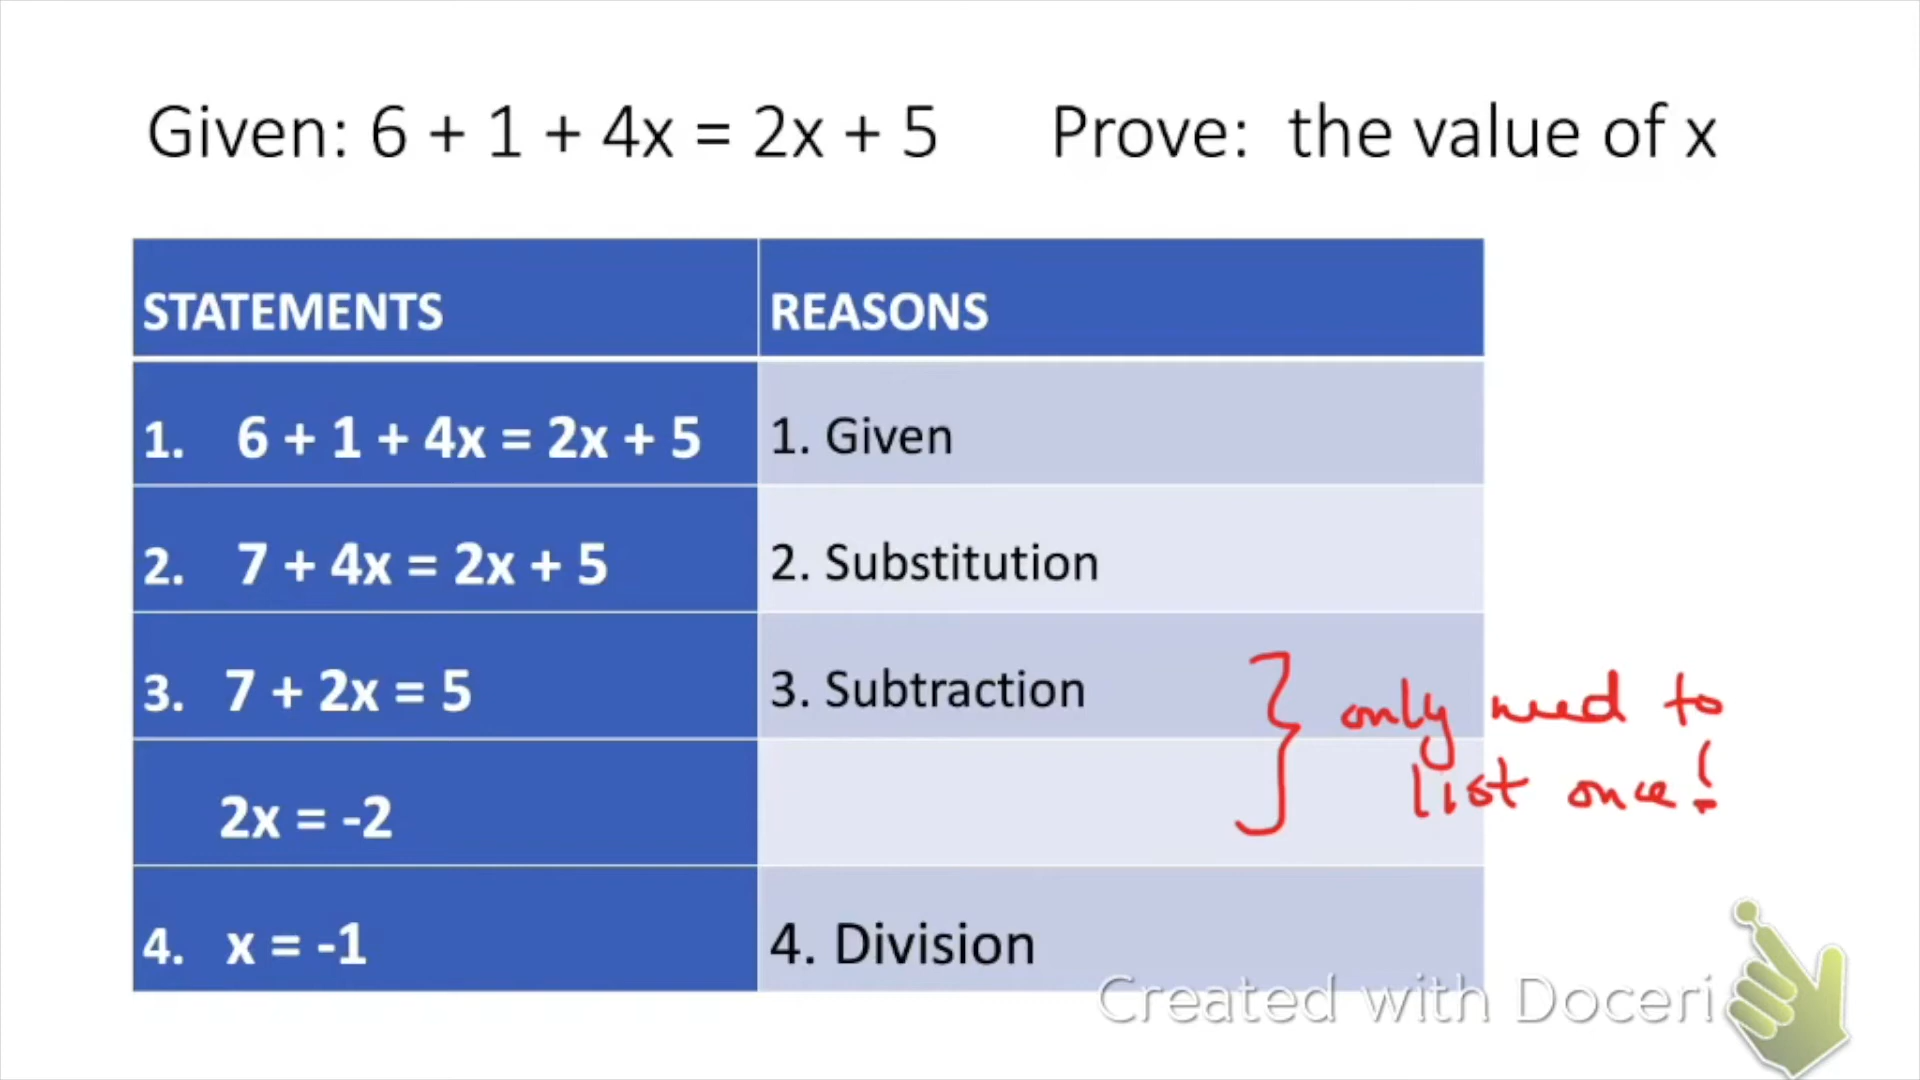 Given: 6 + 1 + 4x = 2x + 5 Prove: the value of x
STATEMENTS REASONS
1. 6 + 1 + 4x = 2x + 5 1. Given
2. 7 + 4x = 2x + 5 2. Substitution
3. 7 + 2x = 5 3. Subtraction
only need to
list once!
2x = -2
4. x = -1 4. Division
Created with Doceri